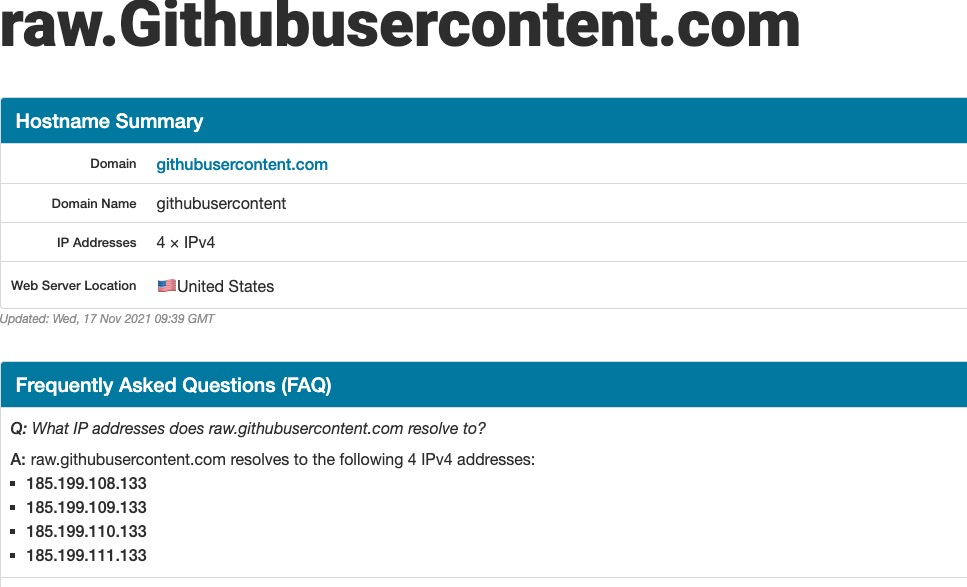 raw.Githubusercontent.com
Hostname Summary
Domain githubusercontent.com
Domain Name githubusercontent
IP Addresses 4 × IPv4
Web Server Location 🇺🇸United States
Updated: Wed, 17 Nov 2021 09:39 GMT
Frequently Asked Questions (FAQ)
Q: What IP addresses does raw.githubusercontent.com resolve to?
A: raw.githubusercontent.com resolves to the following 4 IPv4 addresses:
▪ 185.199.108.133
▪ 185.199.109.133
▪ 185.199.110.133
▪ 185.199.111.133